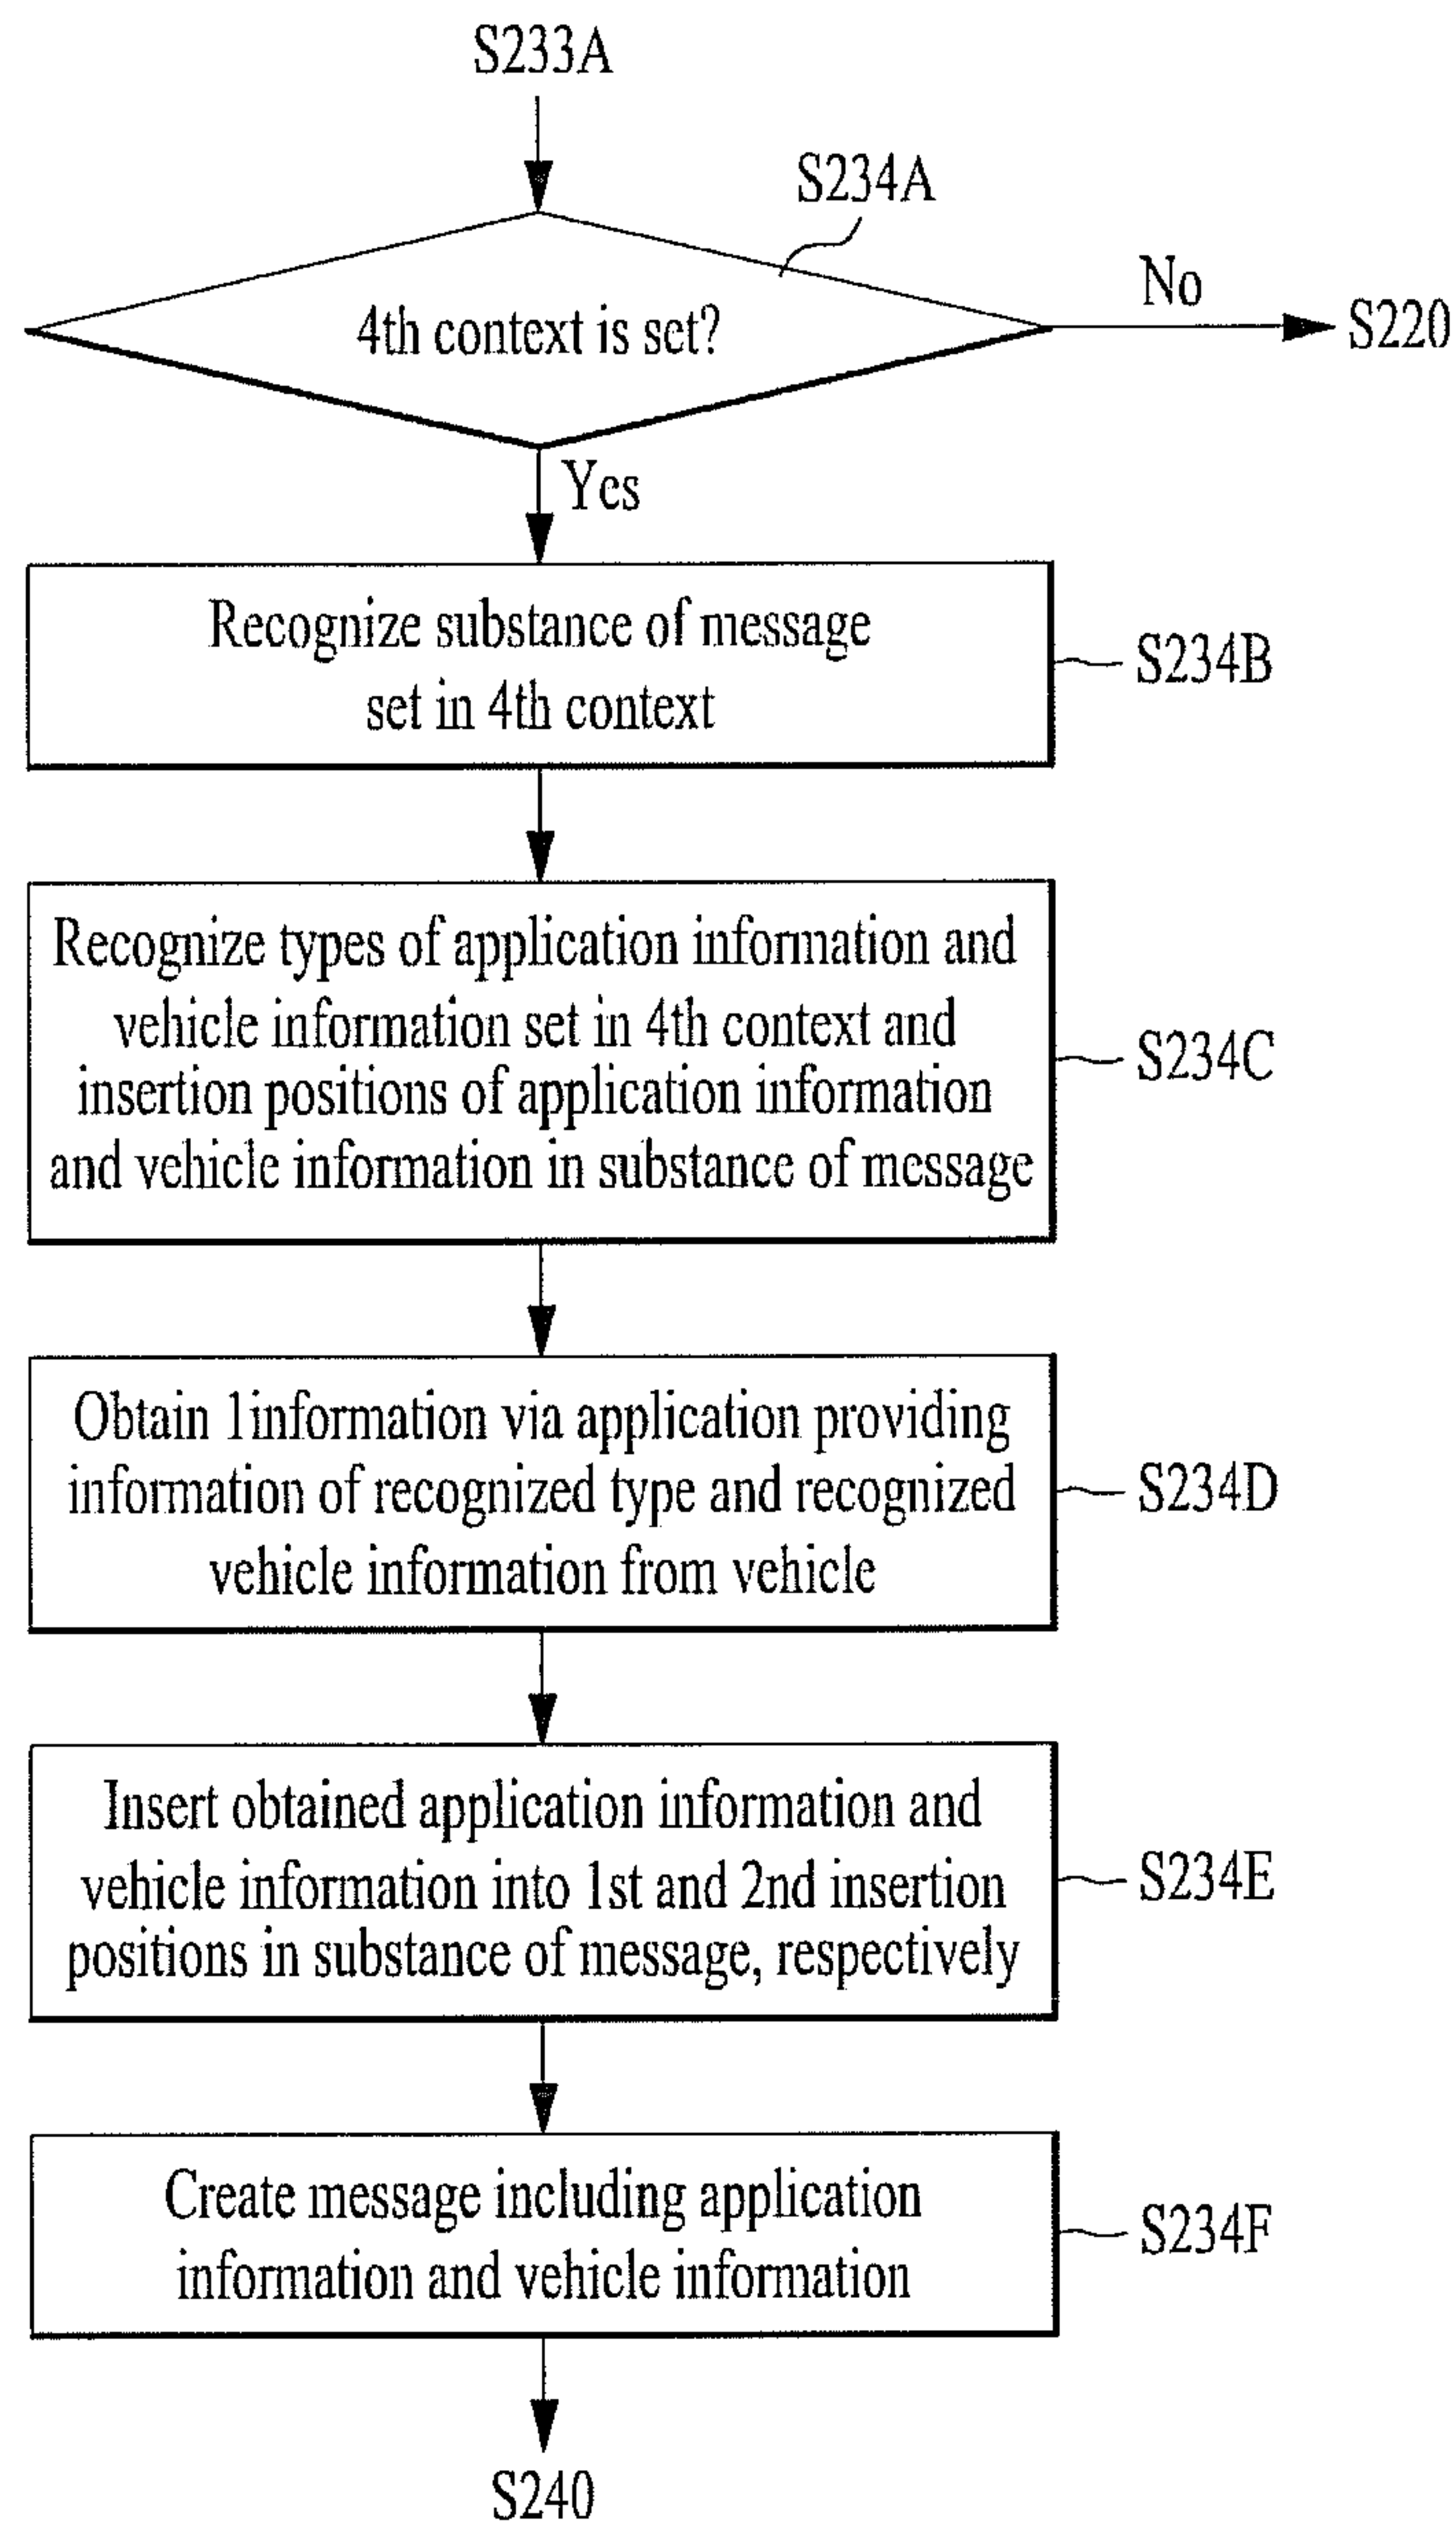 S233A
S234A
4th context is set?
No
S220
Yes
Recognize substance of message
set in 4th context
S234B
Recognize types of application information and
vehicle information set in 4th context and
insertion positions of application information
and vehicle information in substance of message
S234C
Obtain 1information via application providing
information of recognized type and recognized
vehicle information from vehicle
S234D
Insert obtained application information and
vehicle information into 1st and 2nd insertion
positions in substance of message, respectively
S234E
Create message including application
information and vehicle information
S234F
S240